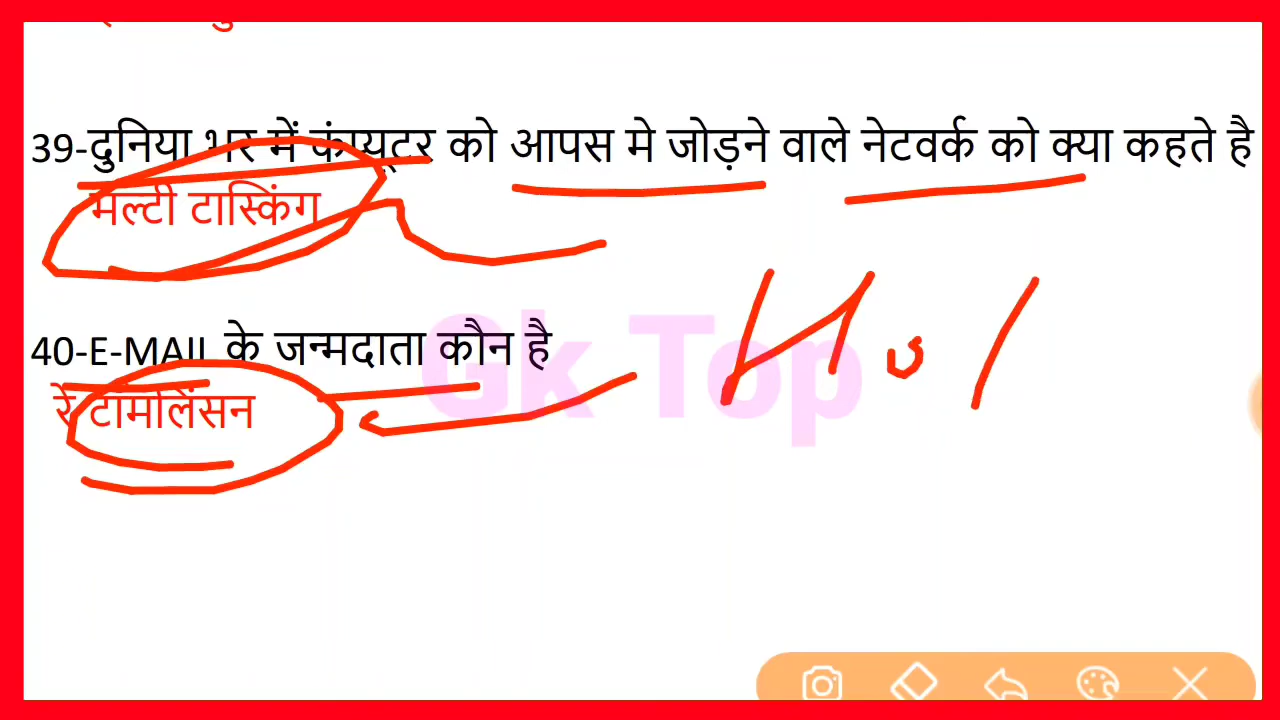 39-दुनिया भर में कंप्यूटर को आपस मे जोड़ने वाले नेटवर्क को क्या कहते है
मल्टी टास्किंग
40-E-MAIL के जन्मदाता कौन है
रे टॉमलिंसन
Gk Top